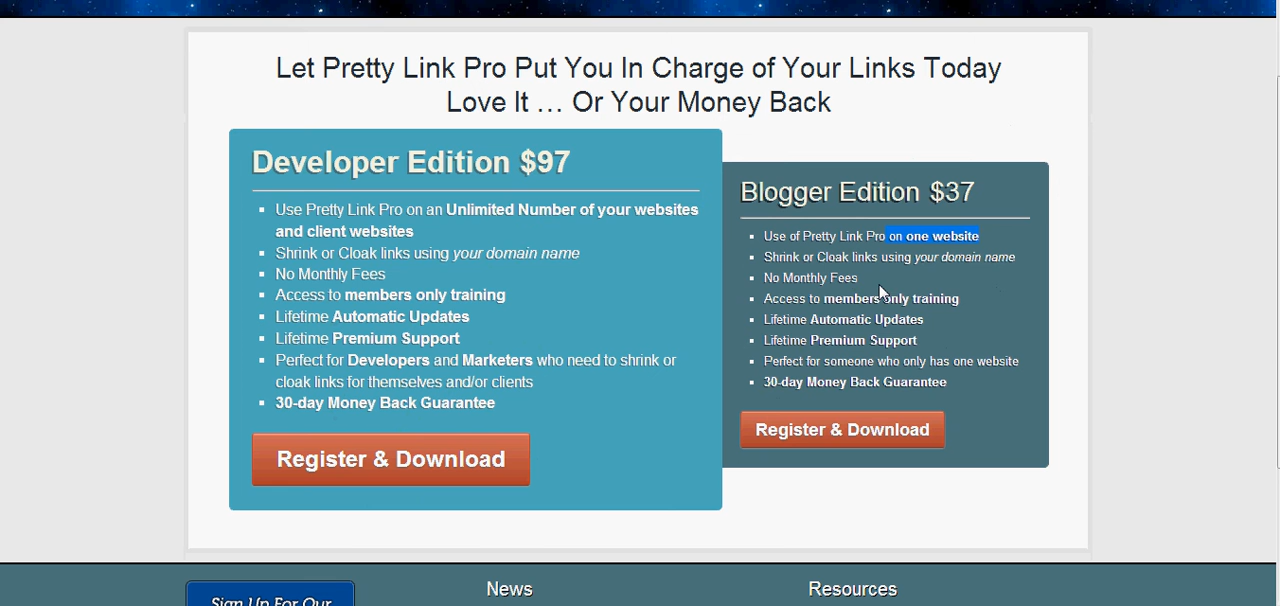 Let Pretty Link Pro Put You In Charge of Your Links Today
Love It … Or Your Money Back
Developer Edition $97
Use Pretty Link Pro on an Unlimited Number of your websites
and client websites
Shrink or Cloak links using your domain name
No Monthly Fees
Access to members only training
Lifetime Automatic Updates
Lifetime Premium Support
Perfect for Developers and Marketers who need to shrink or
cloak links for themselves and/or clients
30-day Money Back Guarantee
Register & Download
Blogger Edition $37
Use of Pretty Link Pro on one website
Shrink or Cloak links using your domain name
No Monthly Fees
Access to members only training
Lifetime Automatic Updates
Lifetime Premium Support
Perfect for someone who only has one website
30-day Money Back Guarantee
Register & Download
Sign Up For Our
News
Resources